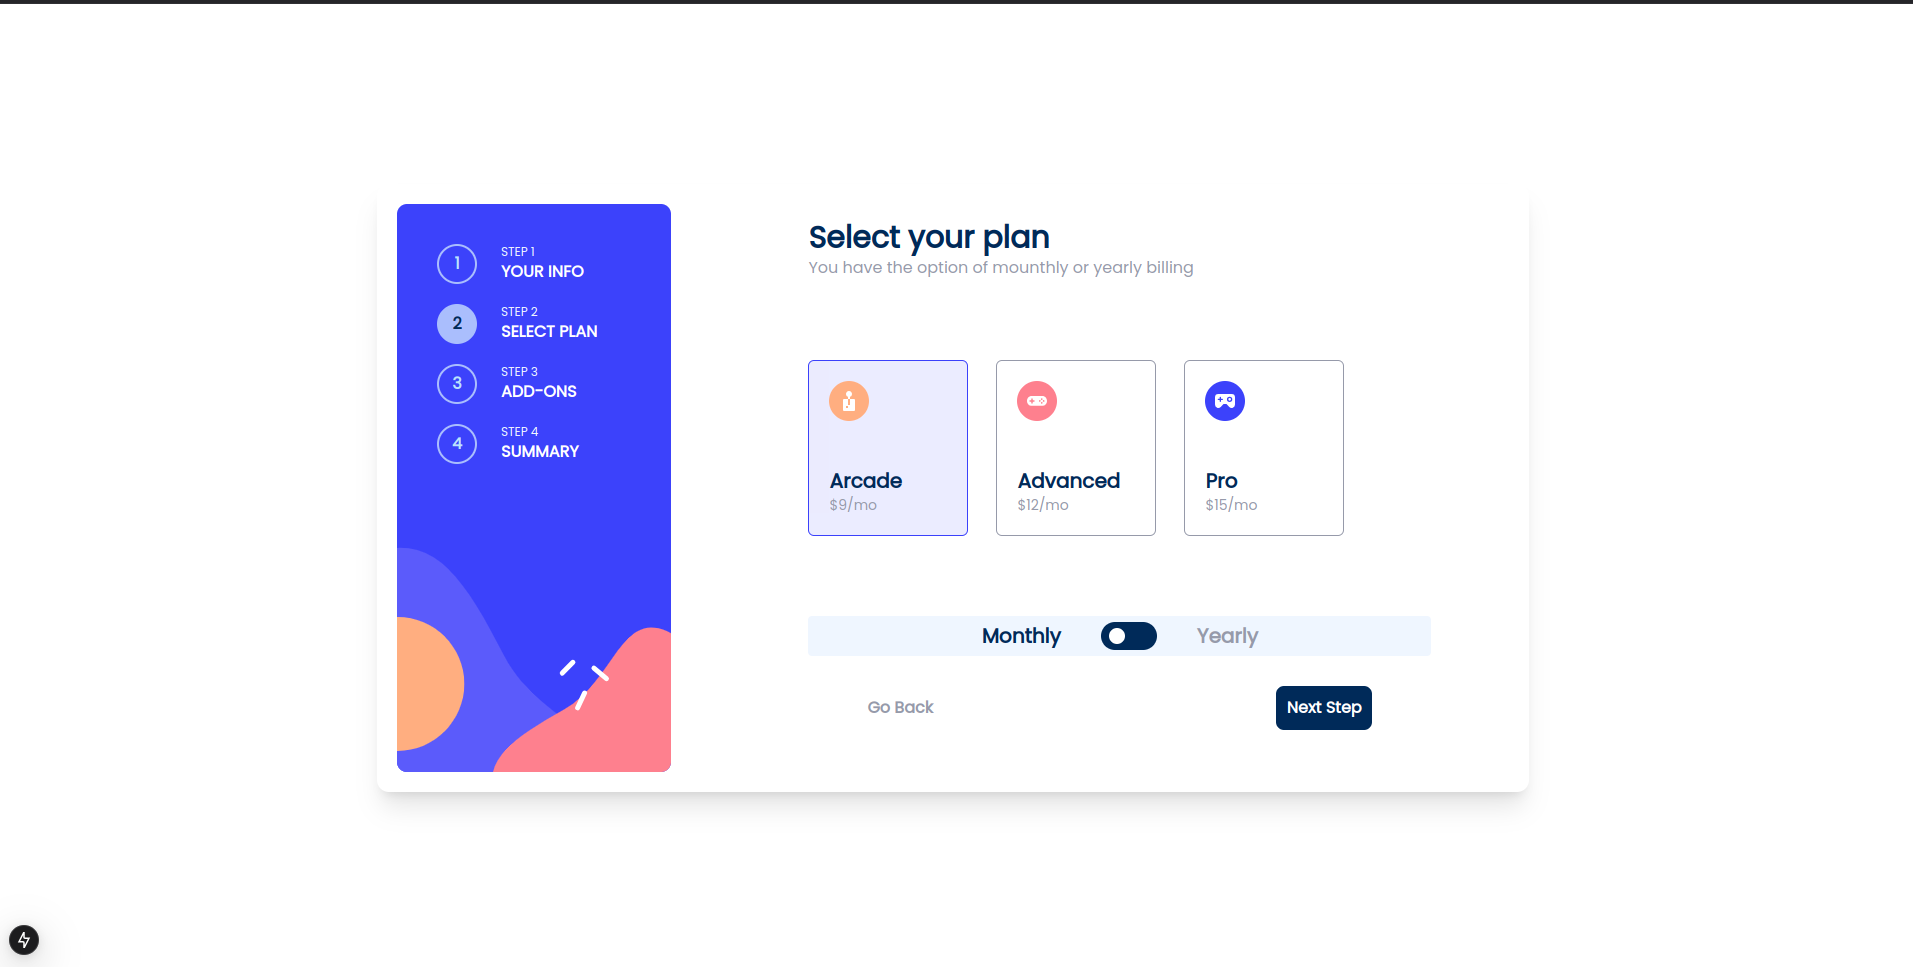 1
STEP 1
YOUR INFO
2
STEP 2
SELECT PLAN
3
STEP 3
ADD-ONS
4
STEP 4
SUMMARY
Select your plan
You have the option of mounthly or yearly billing
Arcade
$9/mo
Advanced
$12/mo
Pro
$15/mo
Monthly
Yearly
Go Back
Next Step